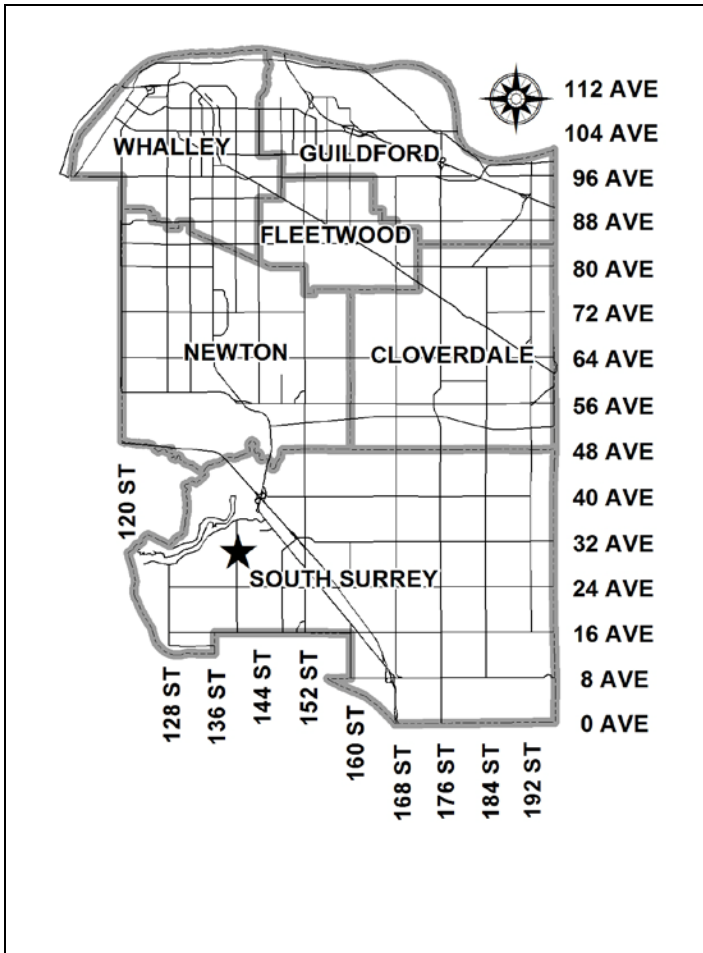 112 AVE
104 AVE
WHALLEY
GUILDFORD
96 AVE
88 AVE
FLEETWOOD
80 AVE
72 AVE
NEWTON
CLOVERDALE
64 AVE
56 AVE
48 AVE
120 ST
40 AVE
32 AVE
SOUTH SURREY
24 AVE
16 AVE
8 AVE
0 AVE
128 ST
136 ST
144 ST
152 ST
160 ST
168 ST
176 ST
184 ST
192 ST